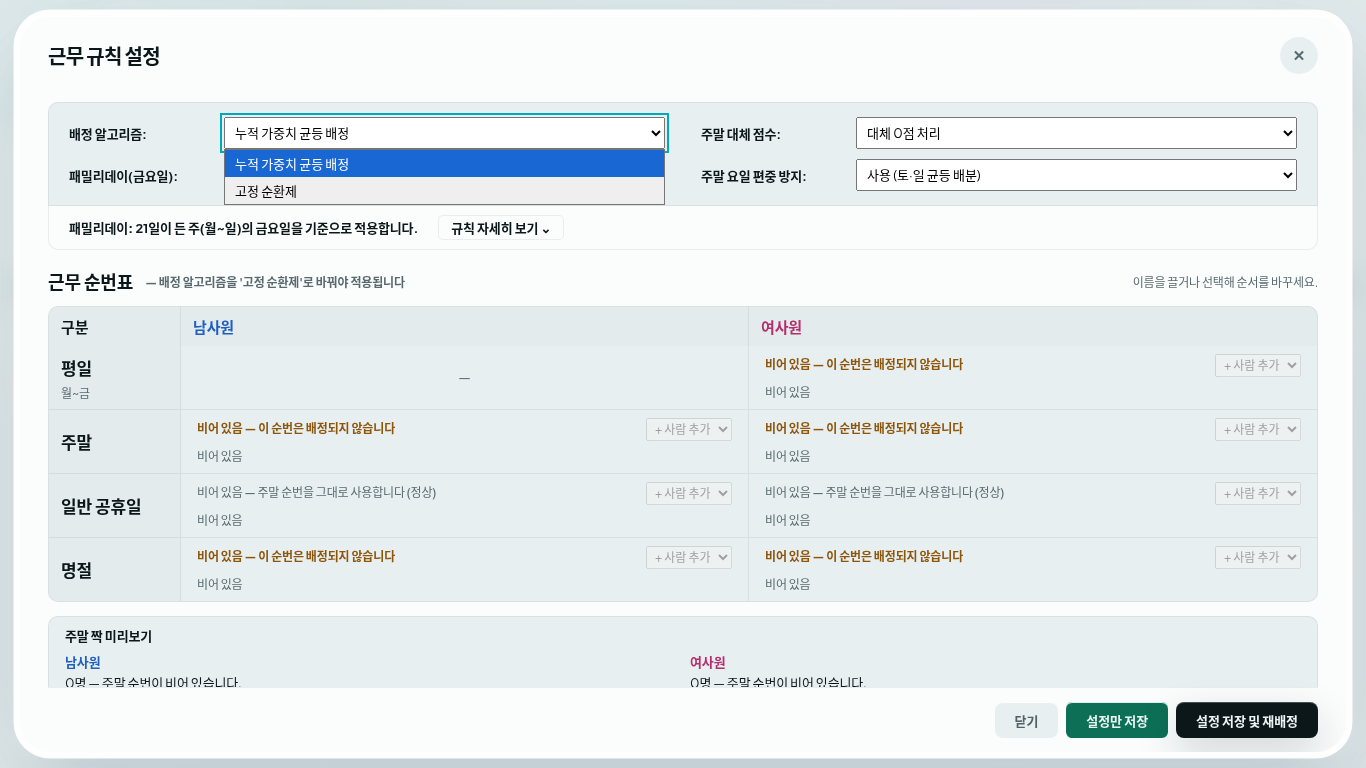 근무 규칙 설정
×
배정 알고리즘:
누적 가중치 균등 배정
주말 대체 점수:
대체 0점 처리
누적 가중치 균등 배정
고정 순환제
패밀리데이(금요일):
주말 요일 편중 방지:
사용 (토·일 균등 배분)
패밀리데이: 21일이 든 주(월~일)의 금요일을 기준으로 적용합니다.
규칙 자세히 보기 ⌄
근무 순번표
— 배정 알고리즘을 '고정 순환제'로 바꿔야 적용됩니다
이름을 끌거나 선택해 순서를 바꾸세요.
구분
남사원
여사원
평일
월~금
—
비어 있음 — 이 순번은 배정되지 않습니다
+ 사람 추가
비어 있음
주말
비어 있음 — 이 순번은 배정되지 않습니다
+ 사람 추가
비어 있음
비어 있음 — 이 순번은 배정되지 않습니다
+ 사람 추가
비어 있음
일반 공휴일
비어 있음 — 주말 순번을 그대로 사용합니다 (정상)
+ 사람 추가
비어 있음
비어 있음 — 주말 순번을 그대로 사용합니다 (정상)
+ 사람 추가
비어 있음
명절
비어 있음 — 이 순번은 배정되지 않습니다
+ 사람 추가
비어 있음
비어 있음 — 이 순번은 배정되지 않습니다
+ 사람 추가
비어 있음
주말 짝 미리보기
남사원
0명 — 주말 순번이 비어 있습니다.
여사원
0명 — 주말 순번이 비어 있습니다.
닫기
설정만 저장
설정 저장 및 재배정